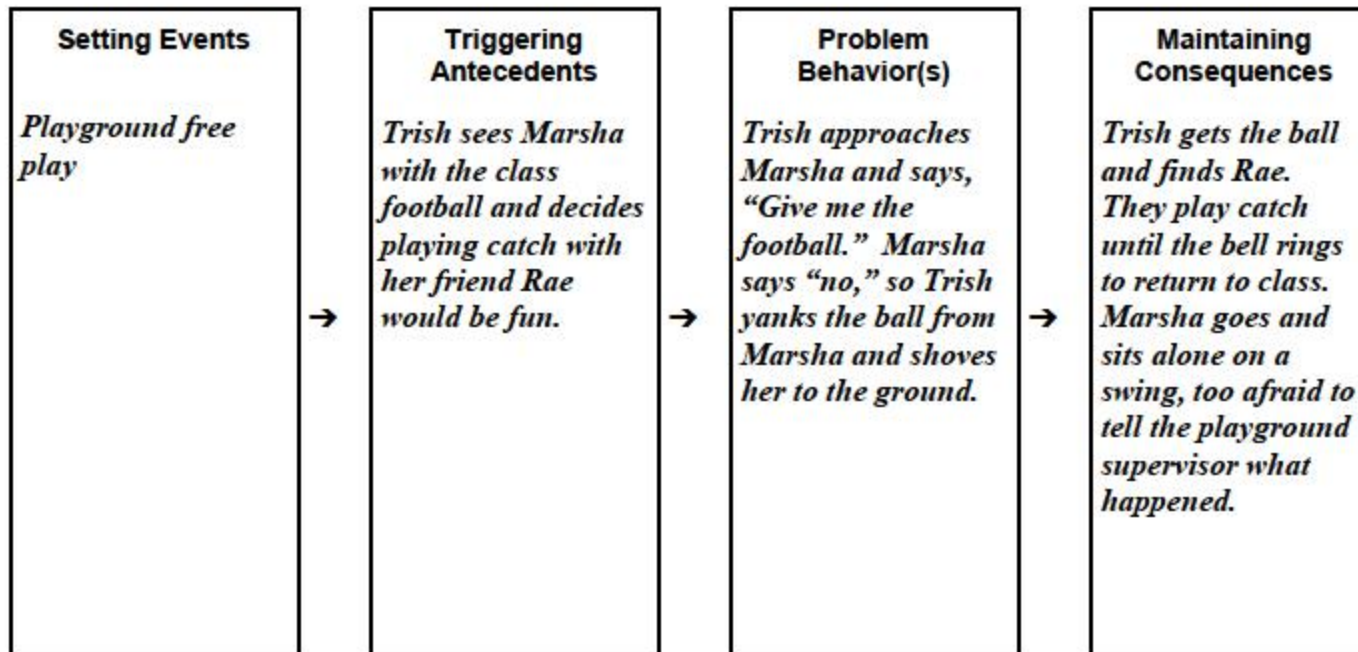 Setting Events
Playground free
play
➔
Triggering
Antecedents
Trish sees Marsha
with the class
football and decides
playing catch with
her friend Rae
would be fun.
➔
Problem
Behavior(s)
Trish approaches
Marsha and says,
“Give me the
football.”  Marsha
says “no,” so Trish
yanks the ball from
Marsha and shoves
her to the ground.
➔
Maintaining
Consequences
Trish gets the ball
and finds Rae.
They play catch
until the bell rings
to return to class.
Marsha goes and
sits alone on a
swing, too afraid to
tell the playground
supervisor what
happened.